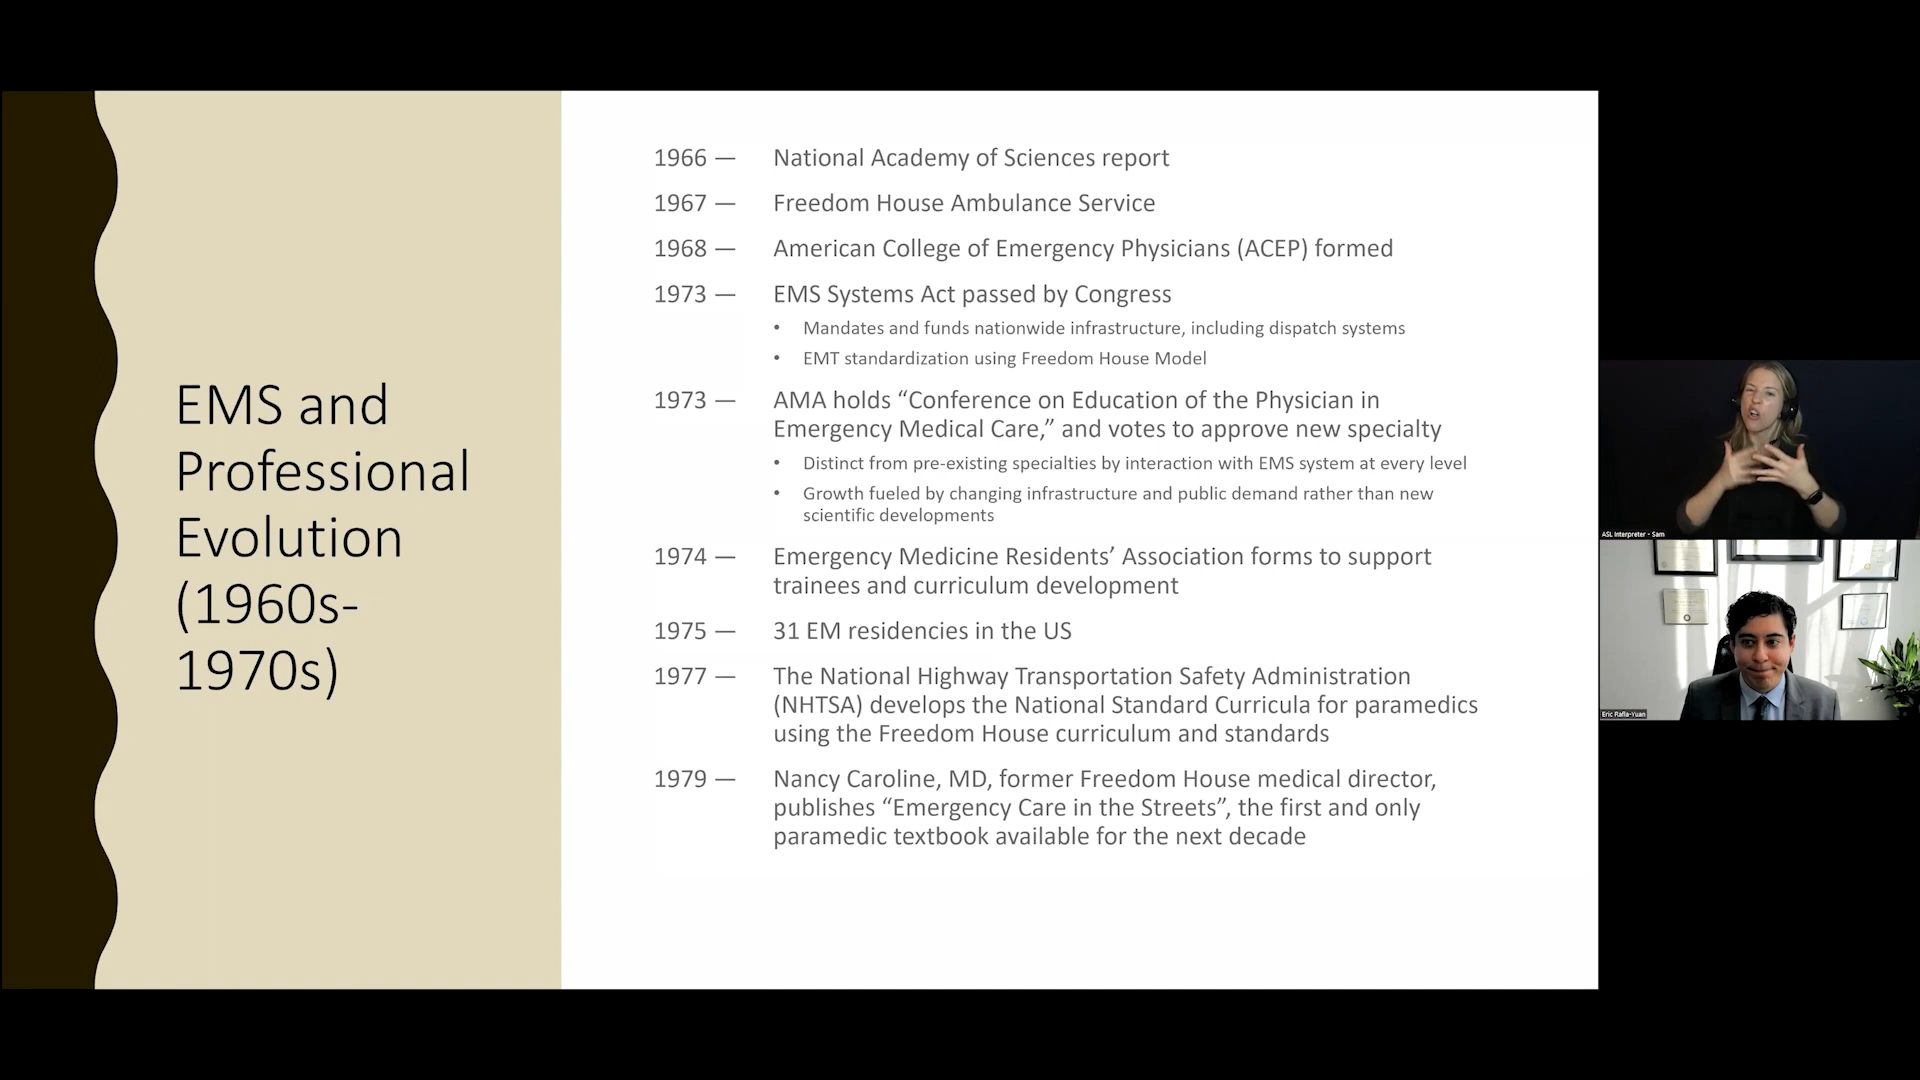 EMS and
Professional
Evolution
(1960s-
1970s)
1966 — National Academy of Sciences report
1967 — Freedom House Ambulance Service
1968 — American College of Emergency Physicians (ACEP) formed
1973 — EMS Systems Act passed by Congress
• Mandates and funds nationwide infrastructure, including dispatch systems
• EMT standardization using Freedom House Model
1973 — AMA holds “Conference on Education of the Physician in
Emergency Medical Care,” and votes to approve new specialty
• Distinct from pre-existing specialties by interaction with EMS system at every level
• Growth fueled by changing infrastructure and public demand rather than new
scientific developments
1974 — Emergency Medicine Residents’ Association forms to support
trainees and curriculum development
1975 — 31 EM residencies in the US
1977 — The National Highway Transportation Safety Administration
(NHTSA) develops the National Standard Curricula for paramedics
using the Freedom House curriculum and standards
1979 — Nancy Caroline, MD, former Freedom House medical director,
publishes “Emergency Care in the Streets”, the first and only
paramedic textbook available for the next decade
ASL Interpreter - Sam
Eric Rafla-Yuan